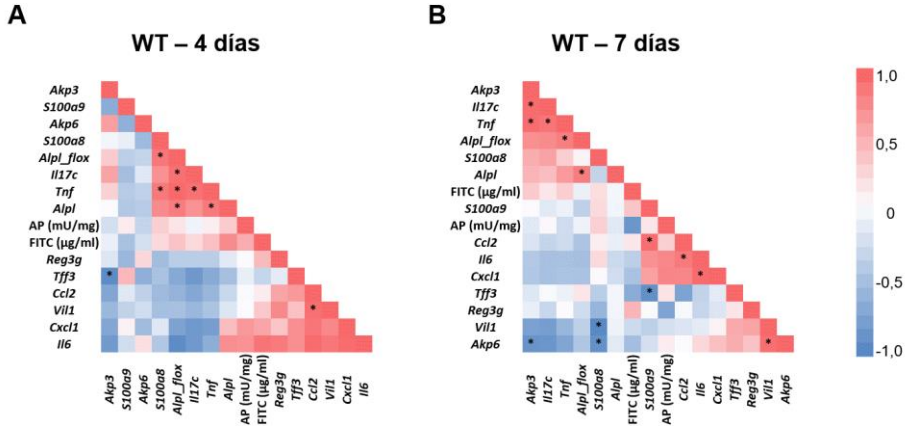 A
B
WT – 4 días
WT – 7 días
Akp3
S100a9
Akp6
S100a8
Alpl_flox
Il17c
Tnf
Alpl
AP (mU/mg)
FITC (µg/ml)
Reg3g
Tff3
Ccl2
Vil1
Cxcl1
Il6
*
*
* * *
* *
*
*
Akp3
S100a9
Akp6
S100a8
Alpl_flox
Il17c
Tnf
Alpl
AP (mU/mg)
FITC (µg/ml)
Reg3g
Tff3
Ccl2
Vil1
Cxcl1
Il6
Akp3
Il17c
Tnf
Alpl_flox
S100a8
Alpl
FITC (µg/ml)
S100a9
AP (mU/mg)
Ccl2
Il6
Cxcl1
Tff3
Reg3g
Vil1
Akp6
*
* *
*
*
*
*
*
*
*
* * *
Akp3
Il17c
Tnf
Alpl_flox
S100a8
Alpl
FITC (µg/ml)
S100a9
AP (mU/mg)
Ccl2
Il6
Cxcl1
Tff3
Reg3g
Vil1
Akp6
1,0
0,5
0
-0,5
-1,0